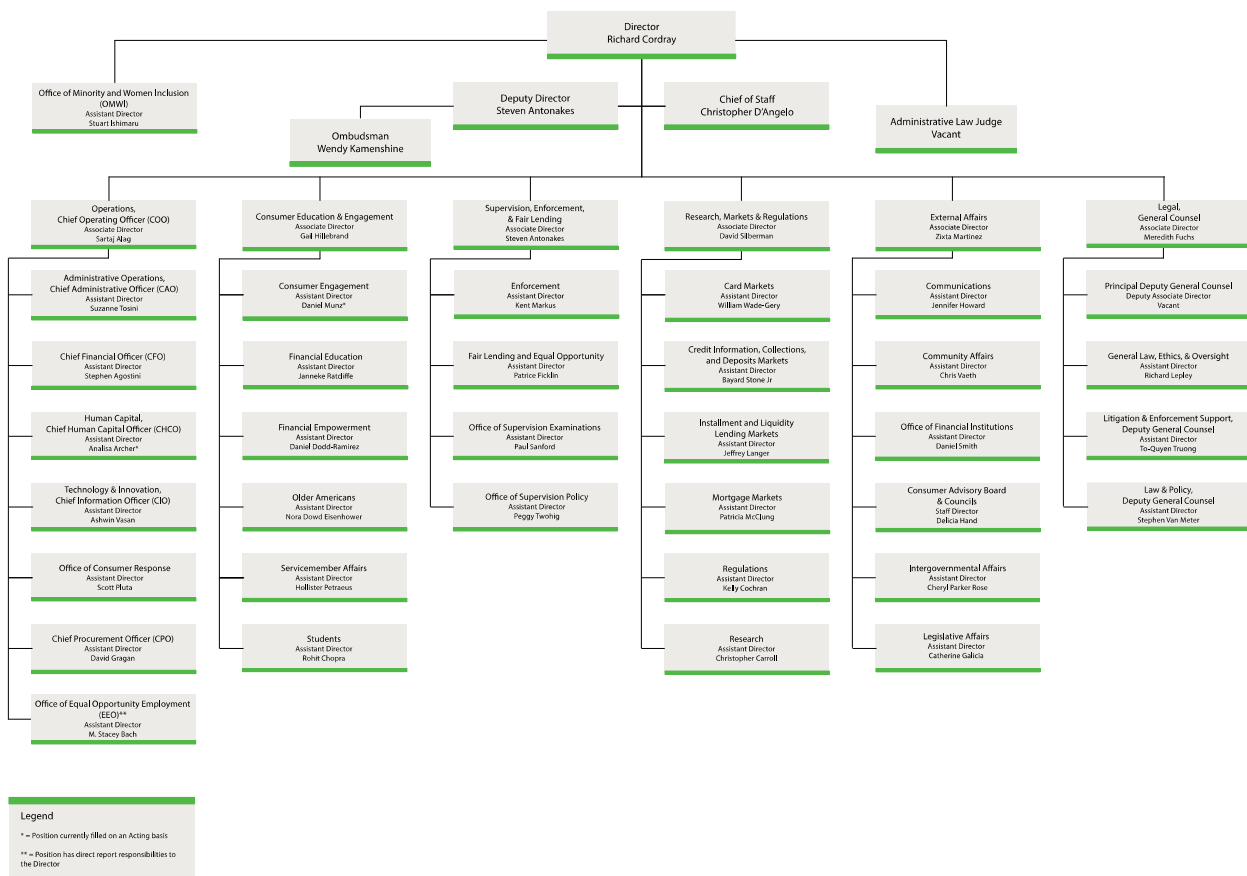 Director
Richard Cordray
Office of Minority and Women Inclusion
(OMWI)
Assistant Director
Stuart Ishimaru
Deputy Director
Steven Antonakes
Chief of Staff
Christopher D'Angelo
Ombudsman
Wendy Kamenshine
Administrative Law Judge
Vacant
Operations,
Chief Operating Officer (COO)
Associate Director
Sartaj Alag
Administrative Operations,
Chief Administrative Officer (CAO)
Assistant Director
Suzanne Tosini
Chief Financial Officer (CFO)
Assistant Director
Stephen Agostini
Human Capital,
Chief Human Capital Officer (CHCO)
Assistant Director
Analisa Archer*
Technology & Innovation,
Chief Information Officer (CIO)
Assistant Director
Ashwin Vasan
Office of Consumer Response
Assistant Director
Scott Pluta
Chief Procurement Officer (CPO)
Assistant Director
David Gragan
Office of Equal Opportunity Employment
(EEO)**
Assistant Director
M. Stacey Bach
Consumer Education & Engagement
Associate Director
Gail Hillebrand
Consumer Engagement
Assistant Director
Daniel Munz*
Financial Education
Assistant Director
Janneke Ratcliffe
Financial Empowerment
Assistant Director
Daniel Dodd-Ramirez
Older Americans
Assistant Director
Nora Dowd Eisenhower
Servicemember Affairs
Assistant Director
Hollister Petraeus
Students
Assistant Director
Rohit Chopra
Supervision, Enforcement,
& Fair Lending
Associate Director
Steven Antonakes
Enforcement
Assistant Director
Kent Markus
Fair Lending and Equal Opportunity
Assistant Director
Patrice Ficklin
Office of Supervision Examinations
Assistant Director
Paul Sanford
Office of Supervision Policy
Assistant Director
Peggy Twohig
Research, Markets & Regulations
Associate Director
David Silberman
Card Markets
Assistant Director
William Wade-Gery
Credit Information, Collections,
and Deposits Markets
Assistant Director
Bayard Stone Jr
Installment and Liquidity
Lending Markets
Assistant Director
Jeffrey Langer
Mortgage Markets
Assistant Director
Patricia McClung
Regulations
Assistant Director
Kelly Cochran
Research
Assistant Director
Christopher Carroll
External Affairs
Associate Director
Zixta Martinez
Communications
Assistant Director
Jennifer Howard
Community Affairs
Assistant Director
Chris Vaeth
Office of Financial Institutions
Assistant Director
Daniel Smith
Consumer Advisory Board
& Councils
Staff Director
Delicia Hand
Intergovernmental Affairs
Assistant Director
Cheryl Parker Rose
Legislative Affairs
Assistant Director
Catherine Galicia
Legal,
General Counsel
Associate Director
Meredith Fuchs
Principal Deputy General Counsel
Deputy Associate Director
Vacant
General Law, Ethics, & Oversight
Assistant Director
Richard Lepley
Litigation & Enforcement Support,
Deputy General Counsel
Assistant Director
To-Quyen Truong
Law & Policy,
Deputy General Counsel
Assistant Director
Stephen Van Meter
Legend
* = Position currently filled on an Acting basis
** = Position has direct report responsibilities to
the Director